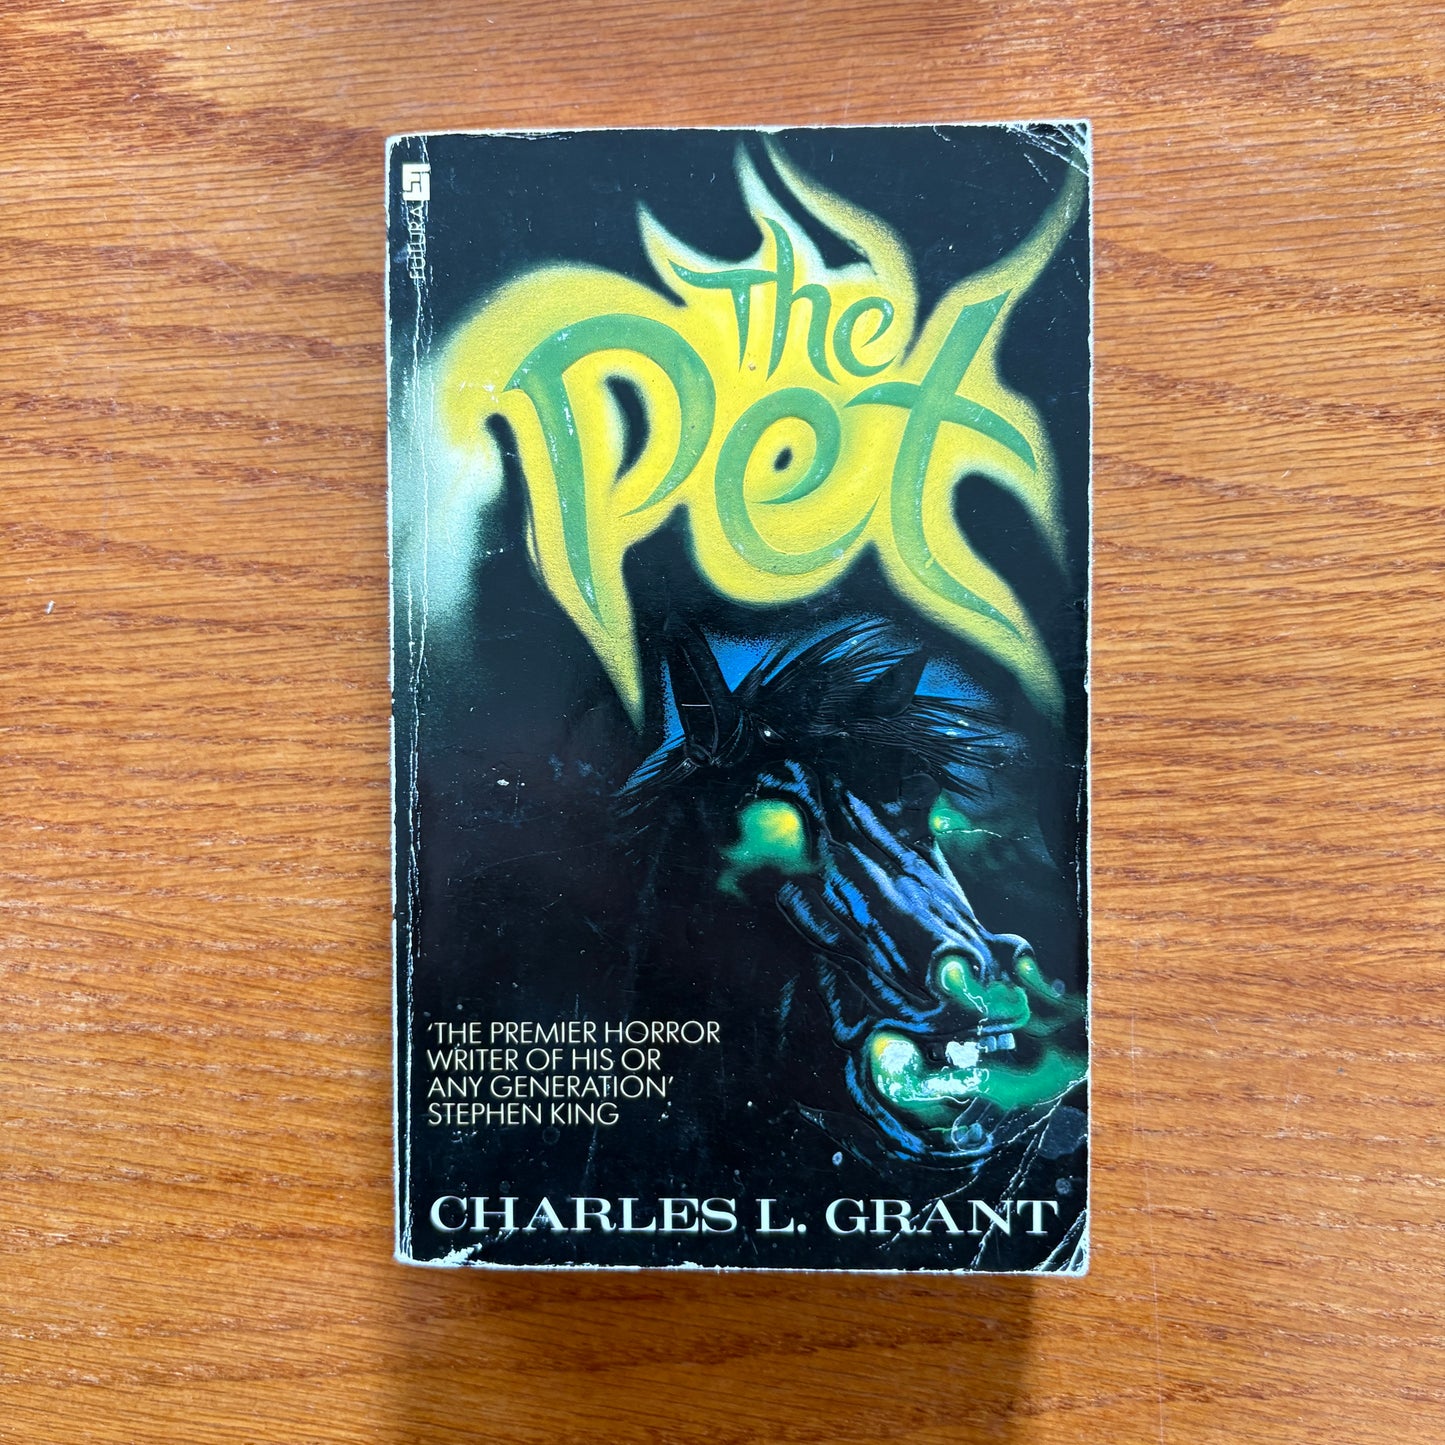 FUTURA
The
Pet
'THE PREMIER HORROR
WRITER OF HIS OR
ANY GENERATION'
STEPHEN KING
CHARLES L. GRANT